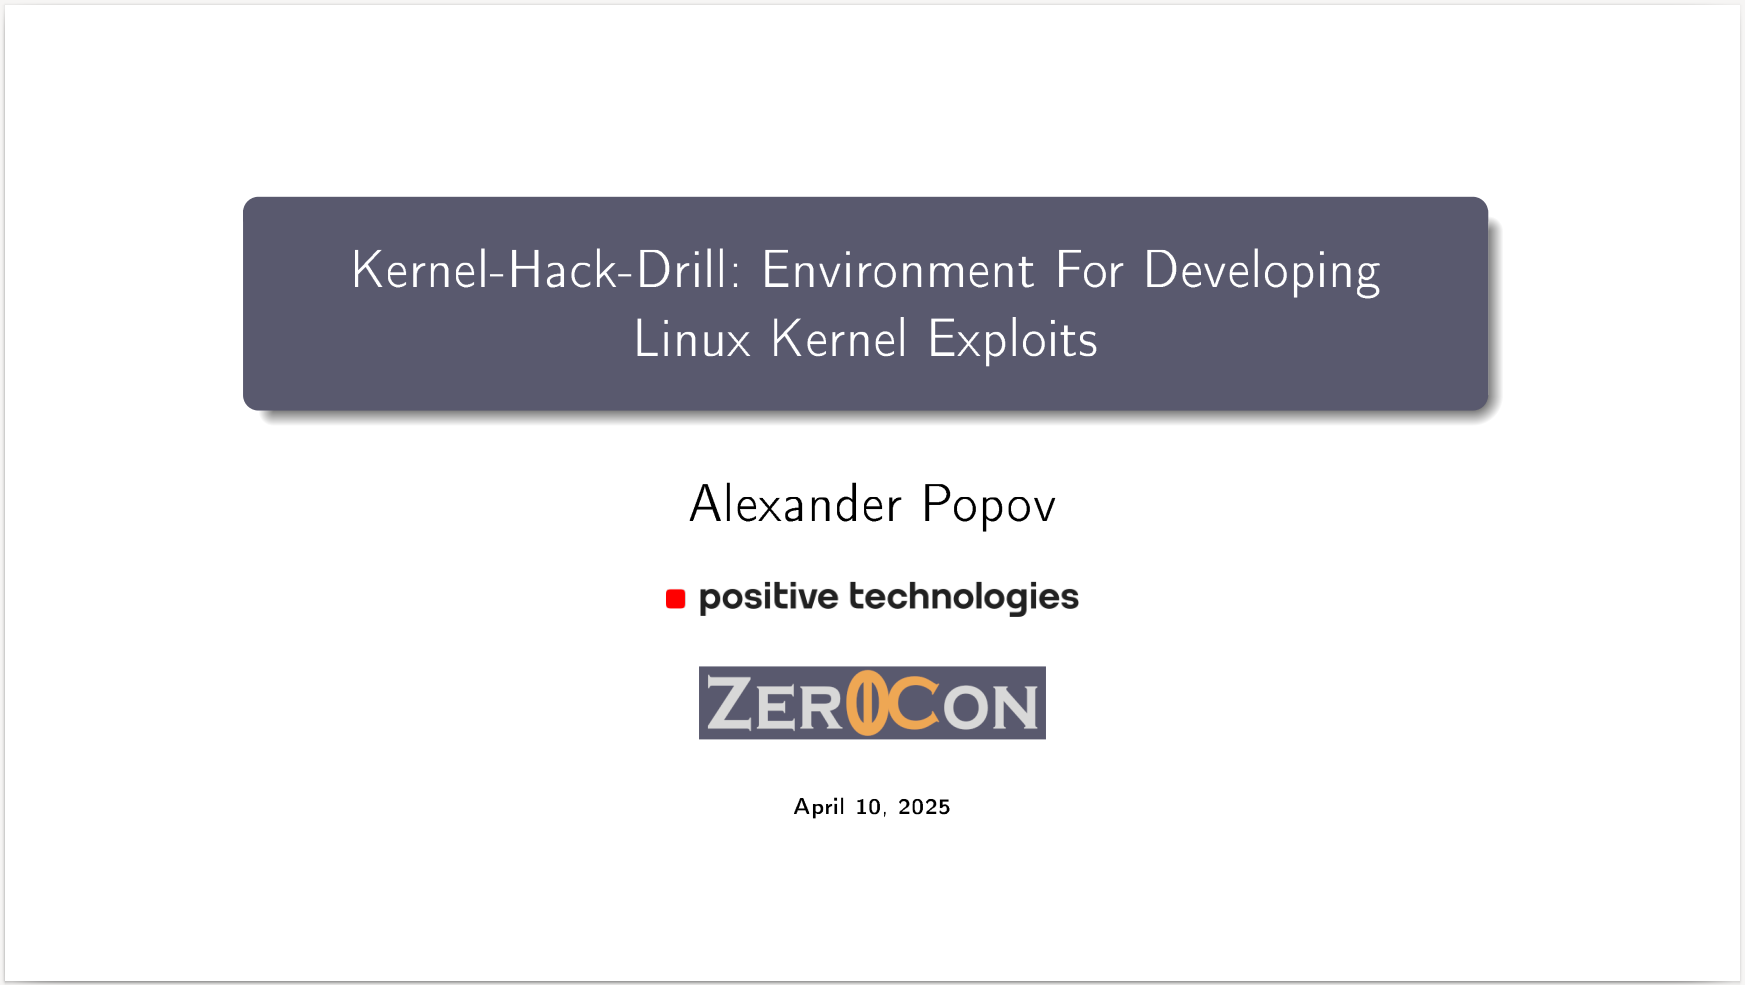 Kernel-Hack-Drill: Environment For Developing
Linux Kernel Exploits
Alexander Popov
positive technologies
ZER0CON
April 10, 2025